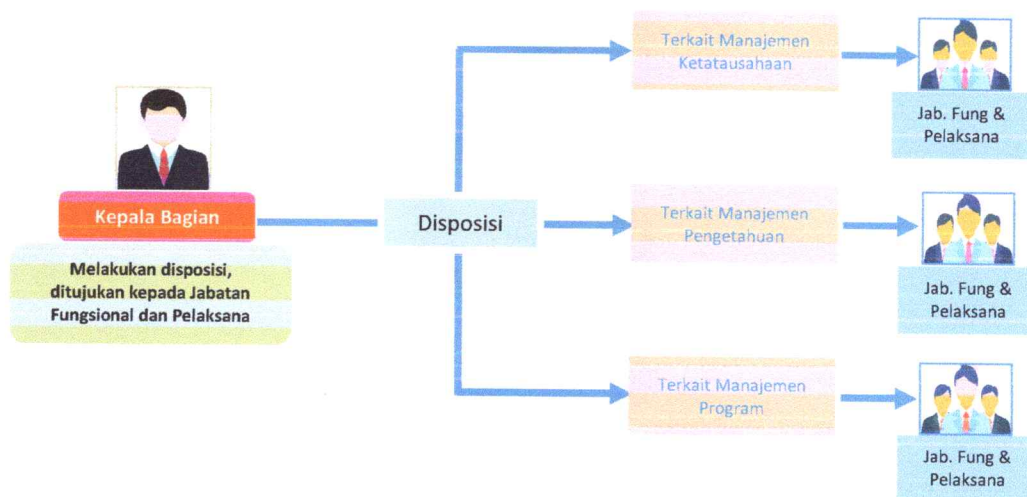 Kepala Bagian
Melakukan disposisi,
ditujukan kepada Jabatan
Fungsional dan Pelaksana
Disposisi
Terkait Manajemen
Ketatausahaan
Jab. Fung &
Pelaksana
Terkait Manajemen
Pengetahuan
Jab. Fung &
Pelaksana
Terkait Manajemen
Program
Jab. Fung &
Pelaksana